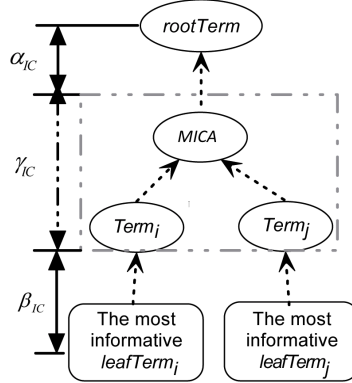 rootTerm
α_IC
MICA
γ_IC
Term_i
Term_j
β_IC
The most
informative
leafTerm_i
The most
informative
leafTerm_j